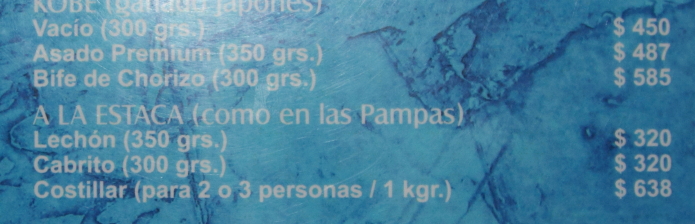 KOBE (ganado japonés)
Vacío (300 grs.) $ 450
Asado Premium (350 grs.) $ 487
Bife de Chorizo (300 grs.) $ 585
A LA ESTACA (como en las Pampas)
Lechón (350 grs.) $ 320
Cabrito (300 grs.) $ 320
Costillar (para 2 o 3 personas / 1 kgr.) $ 638